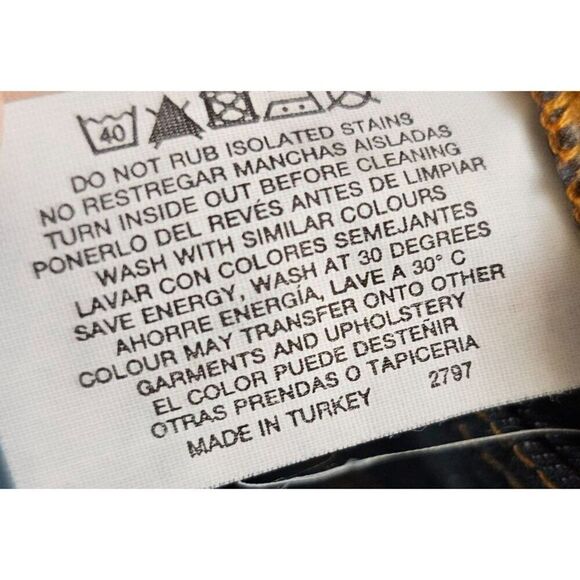 40
DO NOT RUB ISOLATED STAINS
NO RESTREGAR MANCHAS AISLADAS
TURN INSIDE OUT BEFORE CLEANING
PONERLO DEL REVÉS ANTES DE LIMPIAR
WASH WITH SIMILAR COLOURS
LAVAR CON COLORES SEMEJANTES
SAVE ENERGY, WASH AT 30 DEGREES
AHORRE ENERGÍA, LAVE A 30° C
COLOUR MAY TRANSFER ONTO OTHER
GARMENTS AND UPHOLSTERY
EL COLOR PUEDE DESTEÑIR
OTRAS PRENDAS O TAPICERIA
MADE IN TURKEY 2797